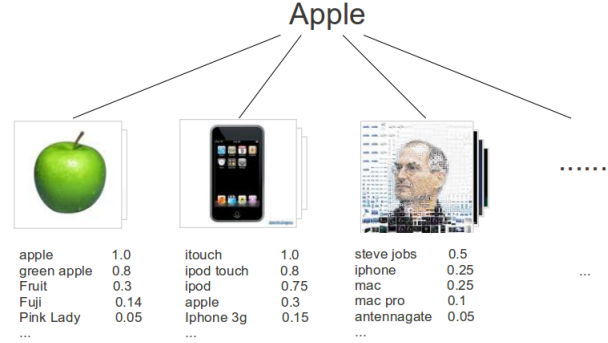 Apple
......
apple 1.0
green apple 0.8
Fruit 0.3
Fuji 0.14
Pink Lady 0.05
...
itouch 1.0
ipod touch 0.8
ipod 0.75
apple 0.3
Iphone 3g 0.15
...
steve jobs 0.5
iphone 0.25
mac 0.25
mac pro 0.1
antennagate 0.05
...
...